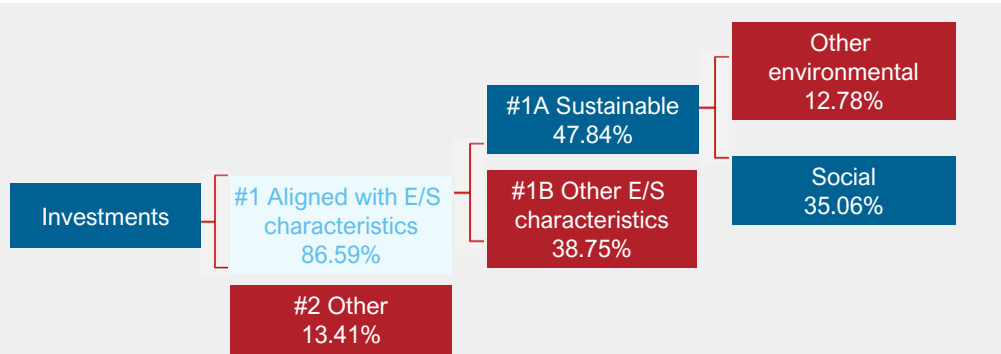 Investments
#1 Aligned with E/S
characteristics
86.59%
#2 Other
13.41%
#1A Sustainable
47.84%
#1B Other E/S
characteristics
38.75%
Other
environmental
12.78%
Social
35.06%